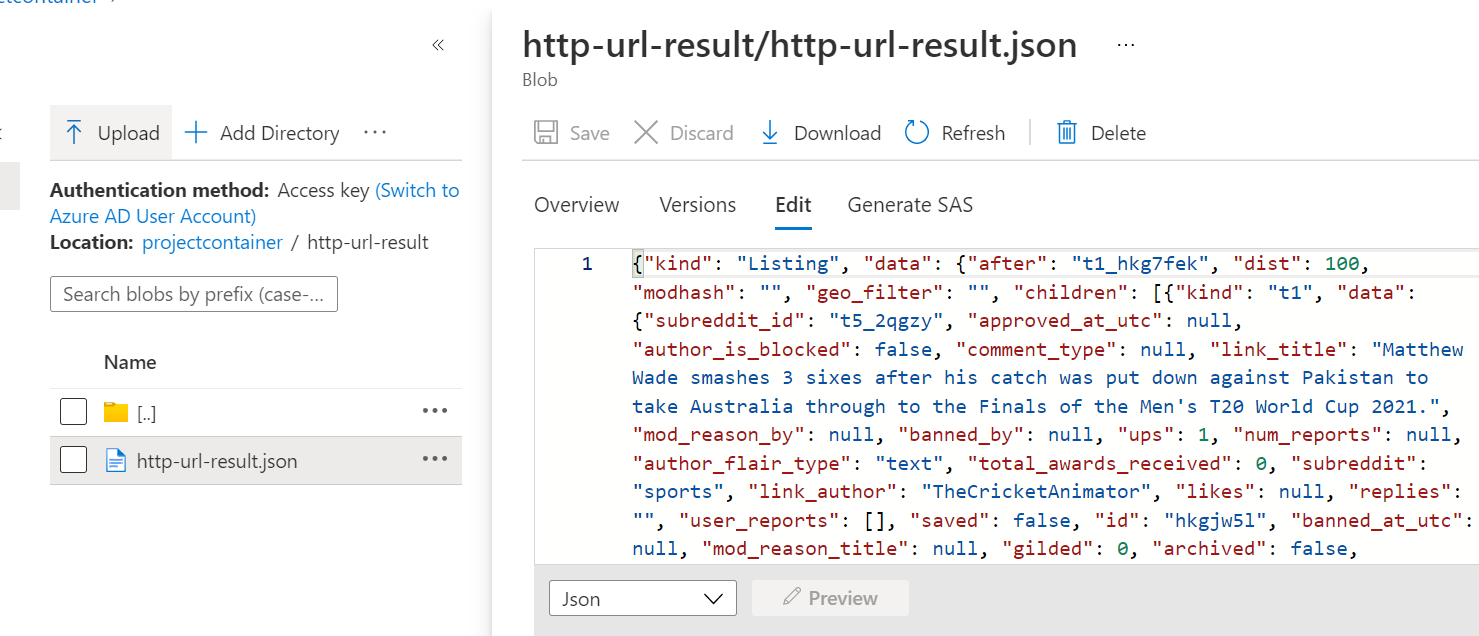 http-url-result/http-url-result.json ...
Blob
Upload
Add Directory
...
Save
Discard
Download
Refresh
Delete
Authentication method: Access key (Switch to
Azure AD User Account)
Location: projectcontainer / http-url-result
Search blobs by prefix (case-...
Name
[..]
...
http-url-result.json
...
Overview
Versions
Edit
Generate SAS
1
{"kind": "Listing", "data": {"after": "t1_hkg7fek", "dist": 100,
"modhash": "", "geo_filter": "", "children": [{"kind": "t1", "data":
{"subreddit_id": "t5_2qgzy", "approved_at_utc": null,
"author_is_blocked": false, "comment_type": null, "link_title": "Matthew
Wade smashes 3 sixes after his catch was put down against Pakistan to
take Australia through to the Finals of the Men's T20 World Cup 2021.",
"mod_reason_by": null, "banned_by": null, "ups": 1, "num_reports": null,
"author_flair_type": "text", "total_awards_received": 0, "subreddit":
"sports", "link_author": "TheCricketAnimator", "likes": null, "replies":
"", "user_reports": [], "saved": false, "id": "hkgjw5l", "banned_at_utc":
null, "mod_reason_title": null, "gilded": 0, "archived": false,
Json
Preview